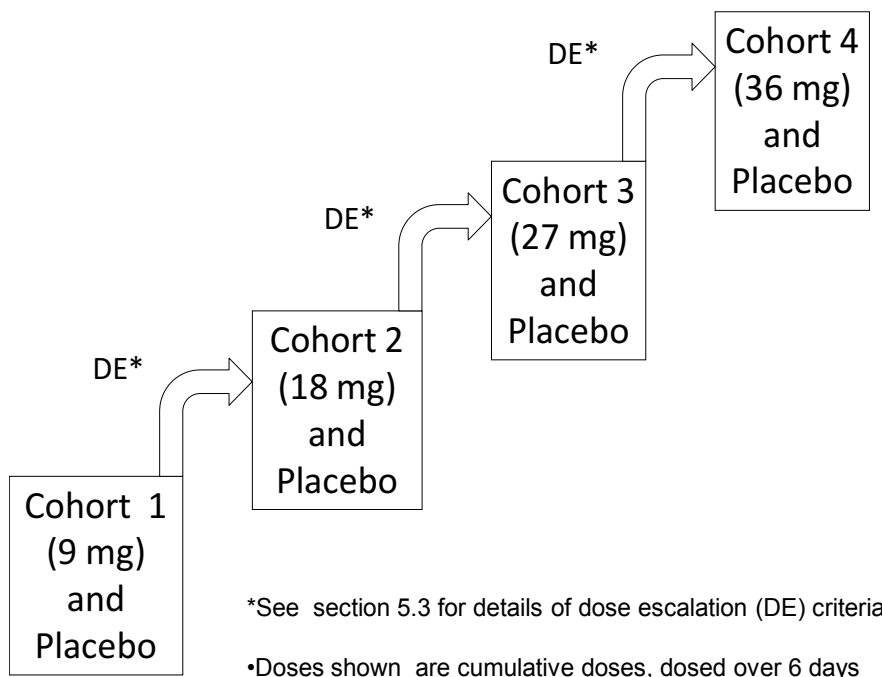 DE*
Cohort 4
(36 mg)
and
Placebo
DE*
Cohort 3
(27 mg)
and
Placebo
DE*
Cohort 2
(18 mg)
and
Placebo
Cohort 1
(9 mg)
and
Placebo
*See section 5.3 for details of dose escalation (DE) criteria
•Doses shown are cumulative doses, dosed over 6 days